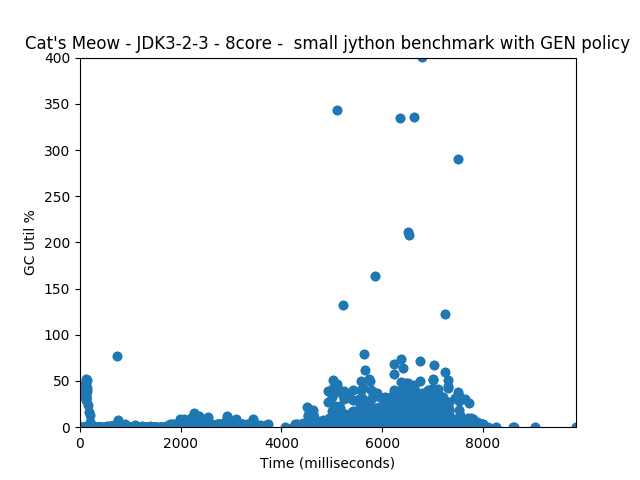 Cat's Meow - JDK3-2-3 - 8core -  small jython benchmark with GEN policy
400
350
300
250
200
150
100
50
0
GC Util %
0 2000 4000 6000 8000
Time (milliseconds)